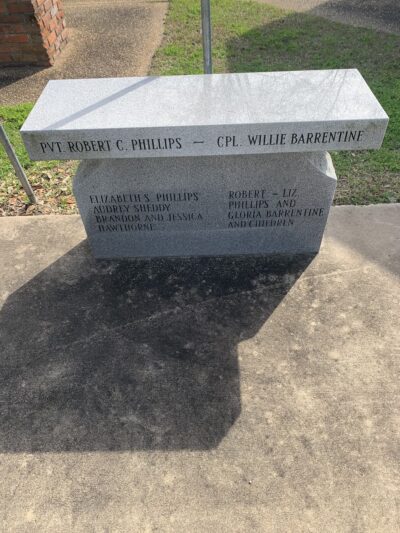 PVT. ROBERT C. PHILLIPS — CPL. WILLIE BARRENTINE
ELIZABETH S. PHILLIPS
AUDREY SHEDDY
BRANDON AND JESSICA
HAWTHORNE
ROBERT – LIZ
PHILLIPS AND
GLORIA BARRENTINE
AND CHILDREN